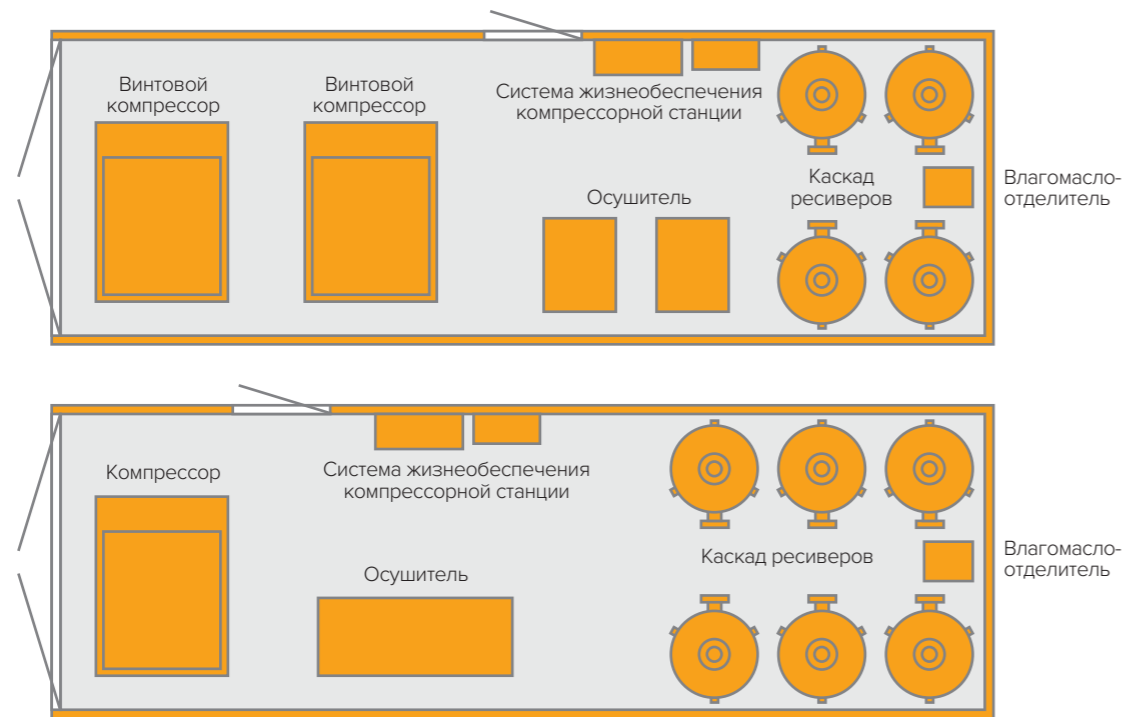 Винтовой
компрессор
Винтовой
компрессор
Система жизнеобеспечения
компрессорной станции
Осушитель
Каскад
ресиверов
Влагомасло-
отделитель
Компрессор
Система жизнеобеспечения
компрессорной станции
Осушитель
Каскад ресиверов
Влагомасло-
отделитель